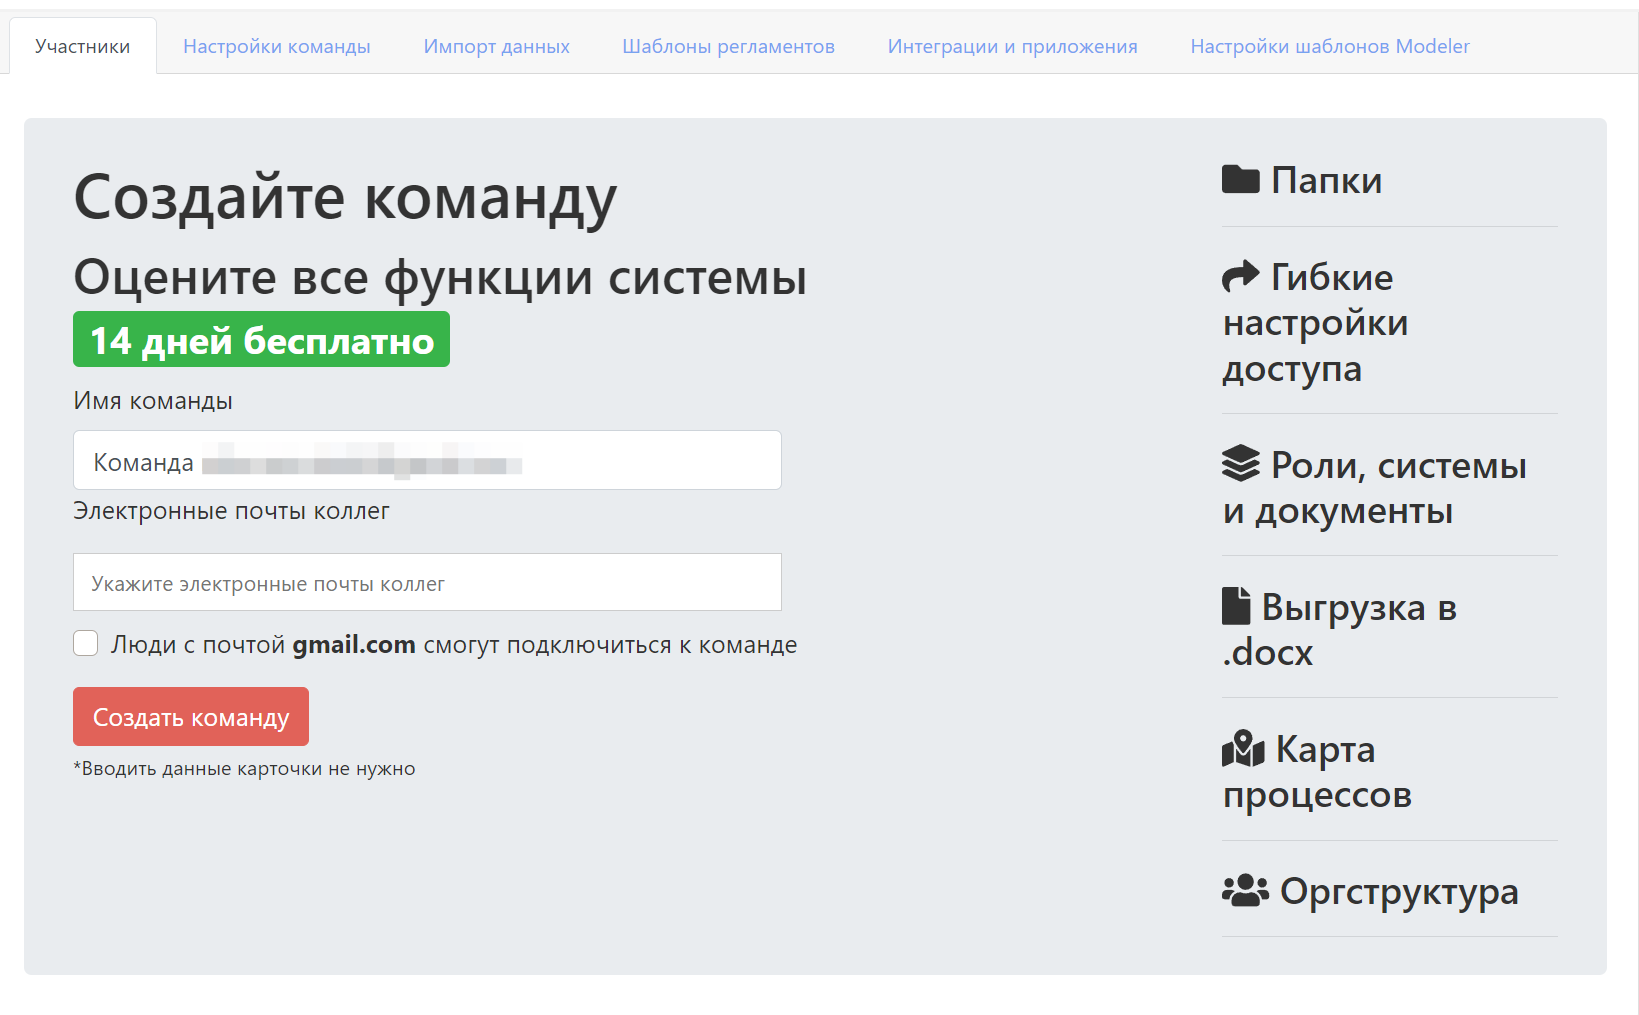 Участники Настройки команды Импорт данных Шаблоны регламентов Интеграции и приложения Настройки шаблонов Modeler
Создайте команду
Оцените все функции системы
14 дней бесплатно
Имя команды
Команда
Электронные почты коллег
Укажите электронные почты коллег
Люди с почтой gmail.com смогут подключиться к команде
Создать команду
*Вводить данные карточки не нужно
Папки
Гибкие
настройки
доступа
Роли, системы
и документы
Выгрузка в
.docx
Карта
процессов
Оргструктура